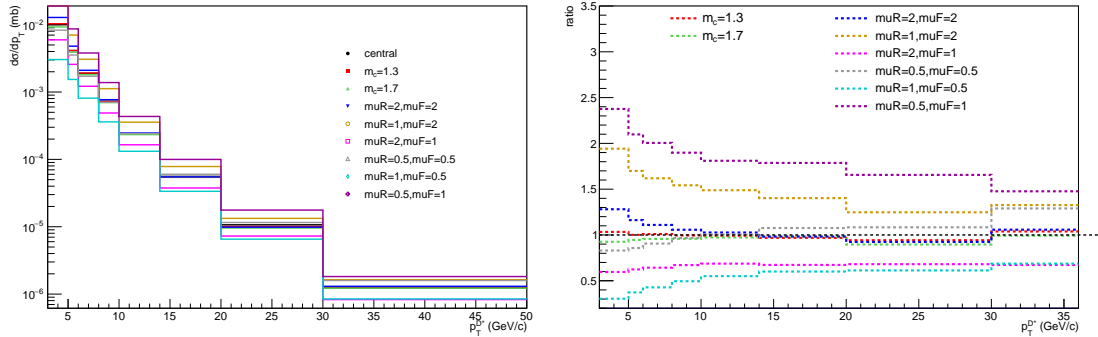 dσ/dp_T (mb)
10^-2
10^-3
10^-4
10^-5
10^-6
central
m_c=1.3
m_c=1.7
muR=2,muF=2
muR=1,muF=2
muR=2,muF=1
muR=0.5,muF=0.5
muR=1,muF=0.5
muR=0.5,muF=1
5 10 15 20 25 30 35 40 45 50
p_T^D* (GeV/c)
ratio
3.5
3
2.5
2
1.5
1
0.5
m_c=1.3
m_c=1.7
muR=2,muF=2
muR=1,muF=2
muR=2,muF=1
muR=0.5,muF=0.5
muR=1,muF=0.5
muR=0.5,muF=1
5 10 15 20 25 30 35
p_T^D* (GeV/c)